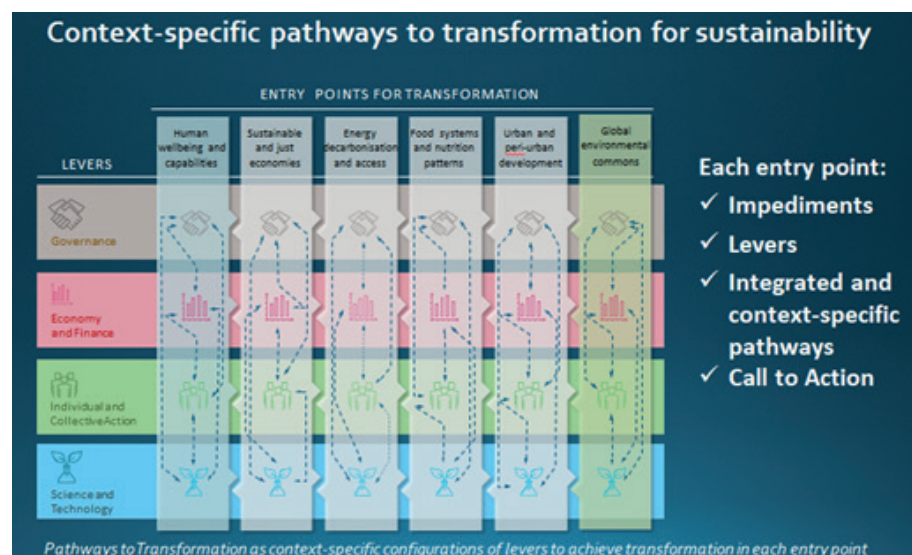 Context-specific pathways to transformation for sustainability
ENTRY POINTS FOR TRANSFORMATION
LEVERS
Human
wellbeing and
capabilities
Sustainable
and just
economies
Energy
decarbonisation
and access
Food systems
and nutrition
patterns
Urban and
peri-urban
development
Global
environmental
commons
Governance
Economy
and Finance
Individual and
Collective Action
Science and
Technology
Each entry point:
✓ Impediments
✓ Levers
✓ Integrated and
context-specific
pathways
✓ Call to Action
Pathways to Transformation as context-specific configurations of levers to achieve transformation in each entry point